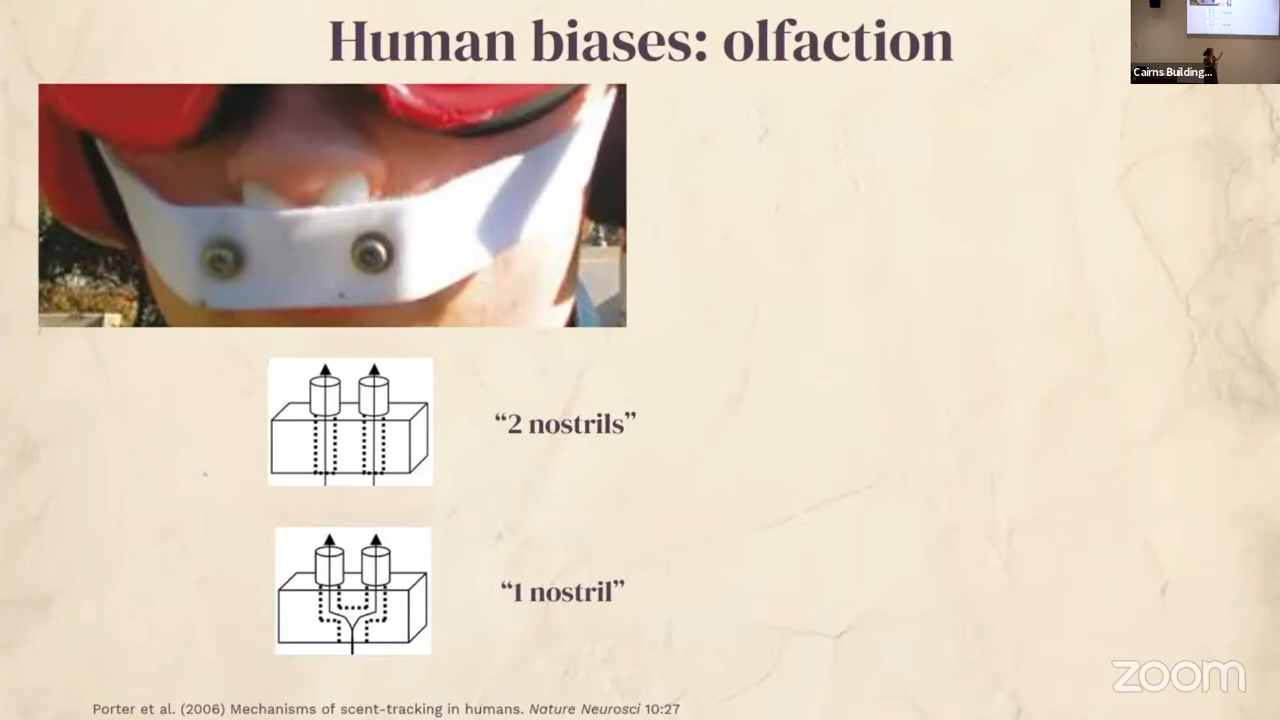 Human biases: olfaction
Cairns Building...
“2 nostrils”
“1 nostril”
zoom
Porter et al. (2006) Mechanisms of scent-tracking in humans. Nature Neurosci 10:27